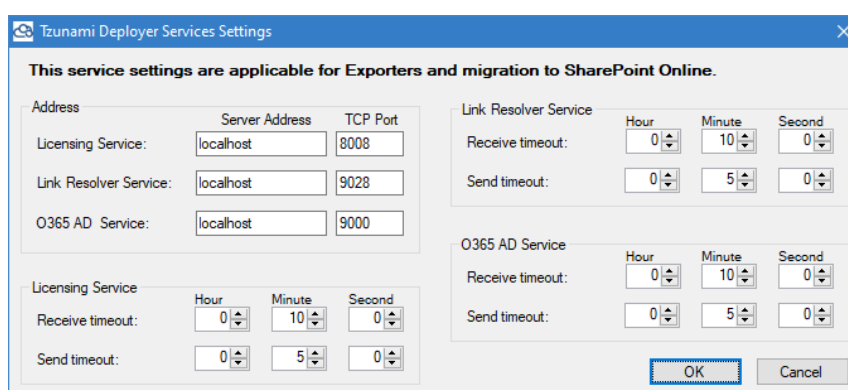 Tzunami Deployer Services Settings
This service settings are applicable for Exporters and migration to SharePoint Online.
Address
Server Address TCP Port
Licensing Service: localhost 8008
Link Resolver Service: localhost 9028
O365 AD Service: localhost 9000
Licensing Service
Hour Minute Second
Receive timeout: 0 10 0
Send timeout: 0 5 0
Link Resolver Service
Hour Minute Second
Receive timeout: 0 10 0
Send timeout: 0 5 0
O365 AD Service
Hour Minute Second
Receive timeout: 0 10 0
Send timeout: 0 5 0
OK Cancel